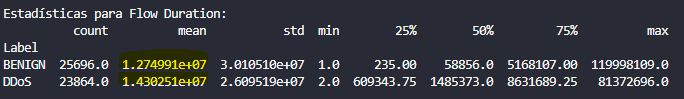 Estadísticas para Flow Duration:
count mean std min 25% 50% 75% max
Label
BENIGN 25696.0 1.274991e+07 3.010510e+07 1.0 235.00 58856.0 5168107.00 119998109.0
DDoS 23864.0 1.430251e+07 2.609519e+07 2.0 609343.75 1485373.0 8631689.25 81372696.0